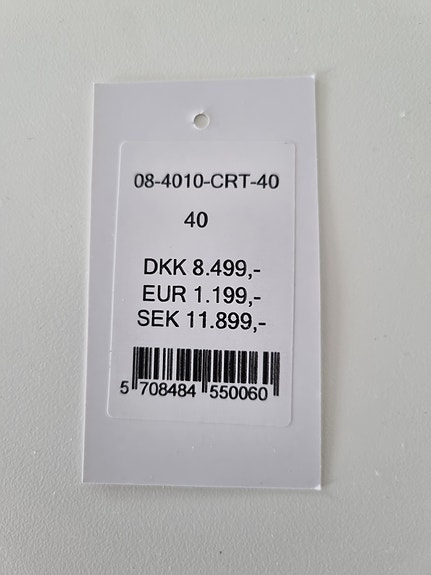 08-4010-CRT-40
40
DKK 8.499,-
EUR 1.199,-
SEK 11.899,-
5 708484 550060